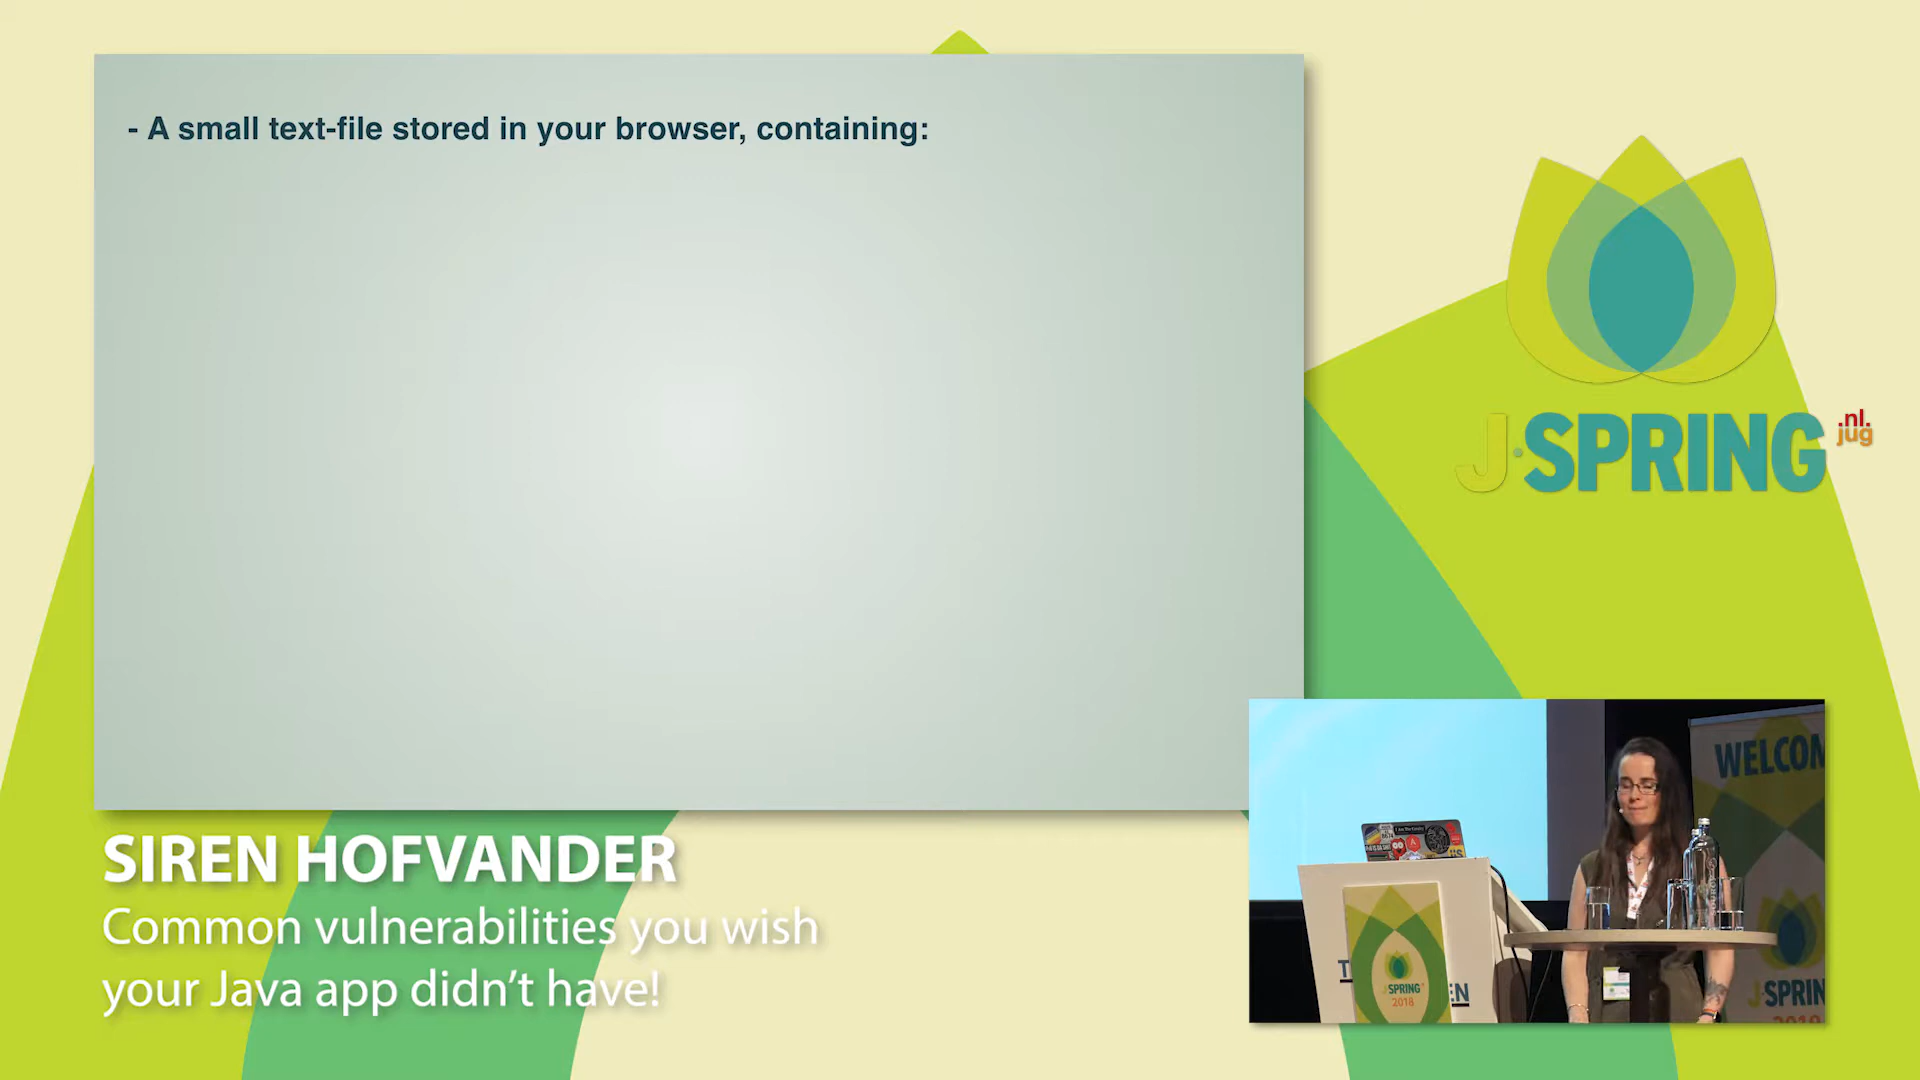 - A small text-file stored in your browser, containing:
J·SPRING
.nl.
jug
SIREN HOFVANDER
Common vulnerabilities you wish
your Java app didn't have!
WELCOM
J·SPRING
2018
J·SPRIN
2018